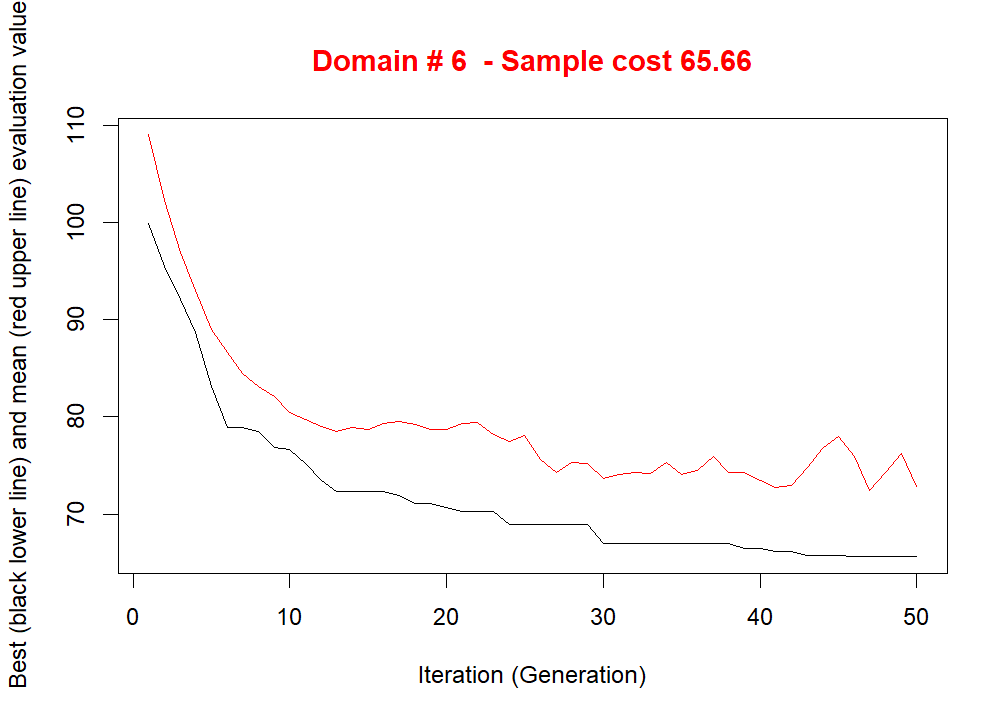 Domain # 6  - Sample cost 65.66
Best (black lower line) and mean (red upper line) evaluation value
110
100
90
80
70
0 10 20 30 40 50
Iteration (Generation)